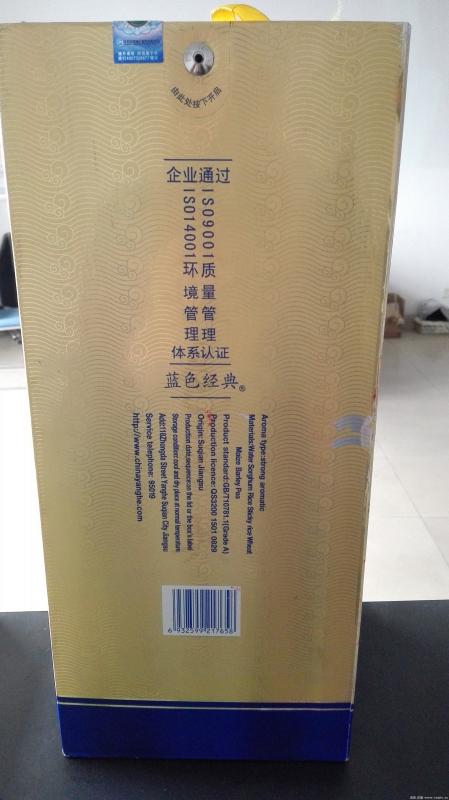 由此处按下开启
企业通过
ISO9001质量管理
ISO14001环境管理
体系认证
蓝色经典®
Aroma type:strong aromatic
Materials:Water Sorghum Rice Sticky rice Wheat
Maize Barley Pea
Product standard:GB/T10781.1(Grade A)
Production licence:QS3200 1501 0829
Origin: Suqian Jiangsu
Production date:see on the lid or the box's label
Storage condition: cool and dry place at normal temperature
Add:118Zhongda Street Yanghe Suqian City Jiangsu
Service telephone: 95019
http://www.chinayanghe.com
6 932599 217658